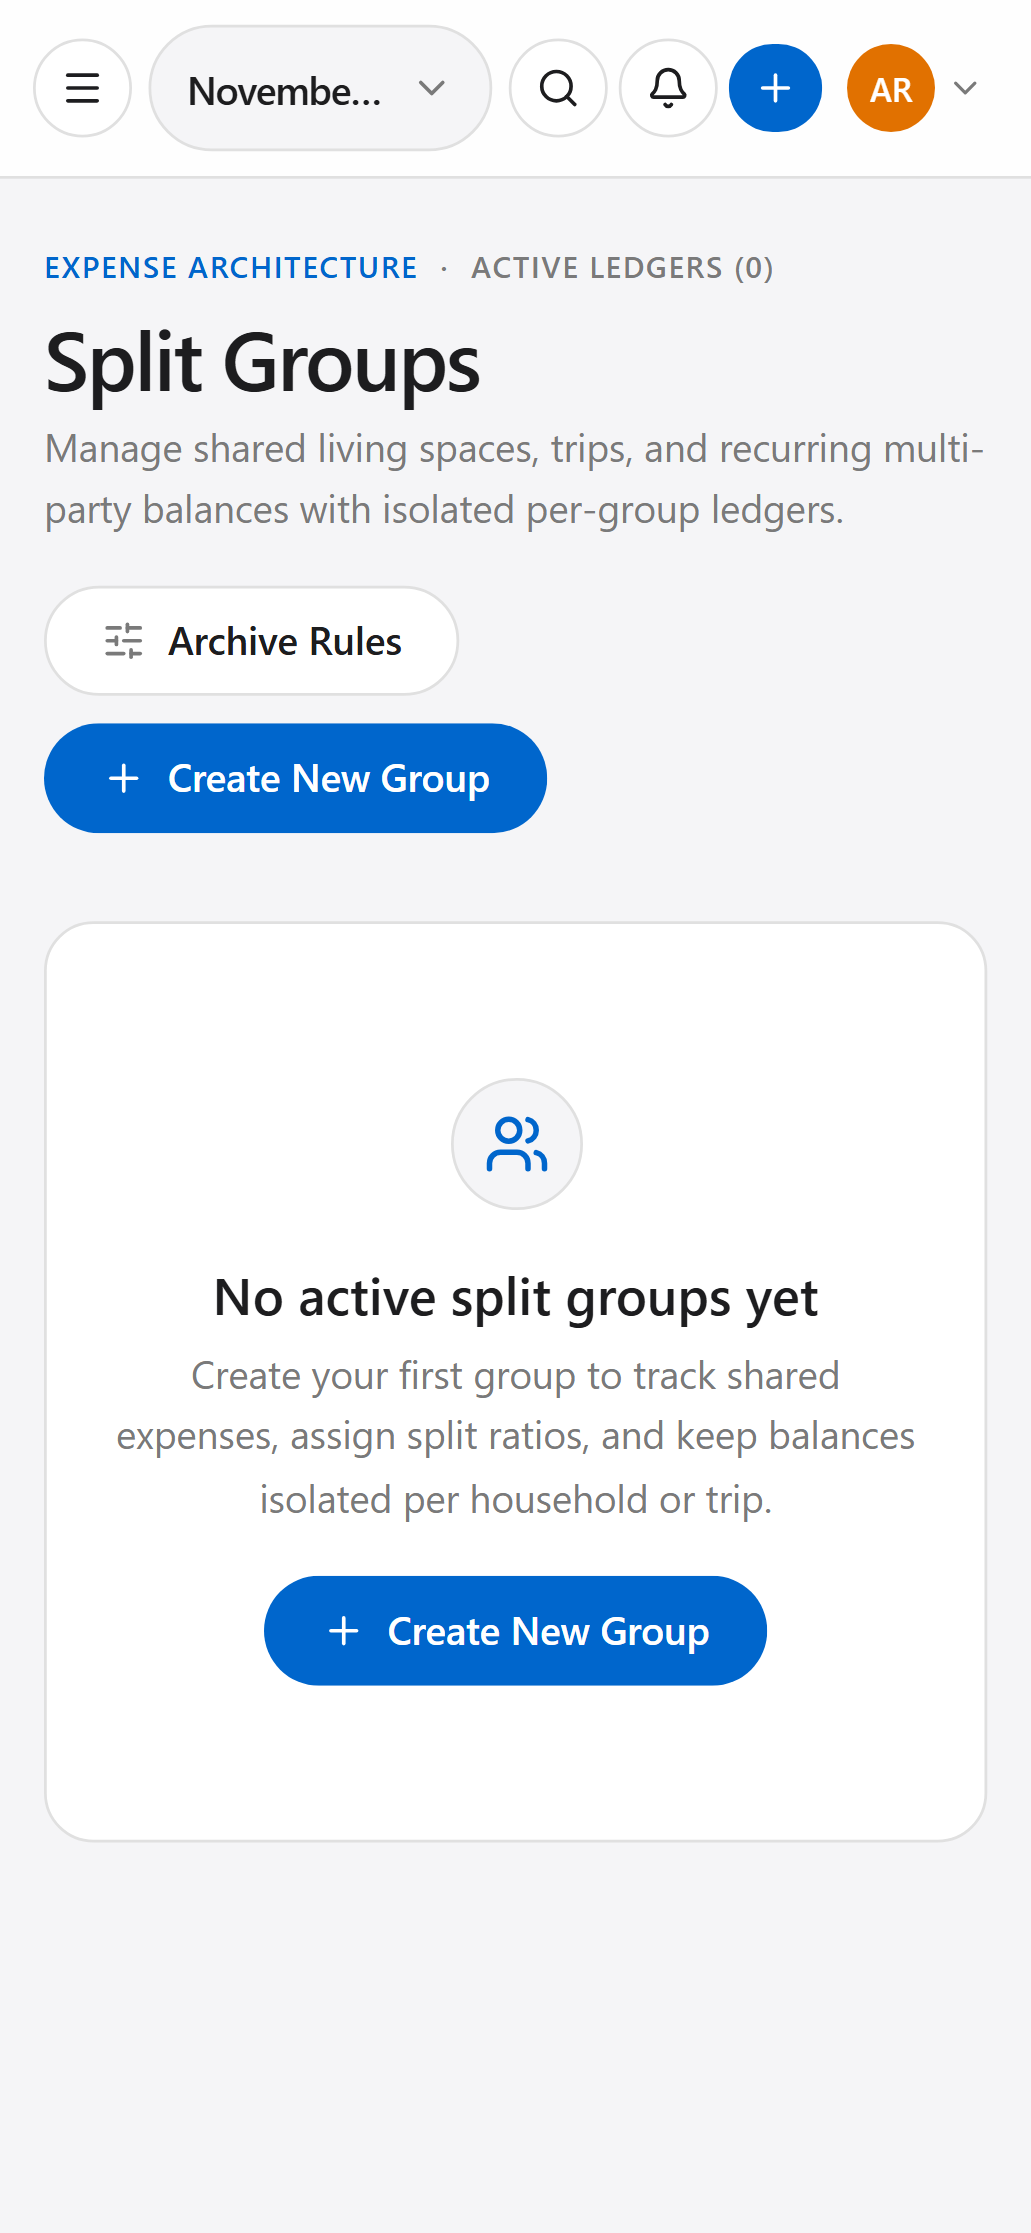 Novembe...
AR
EXPENSE ARCHITECTURE · ACTIVE LEDGERS (0)
Split Groups
Manage shared living spaces, trips, and recurring multi-
party balances with isolated per-group ledgers.
Archive Rules
Create New Group
No active split groups yet
Create your first group to track shared
expenses, assign split ratios, and keep balances
isolated per household or trip.
Create New Group